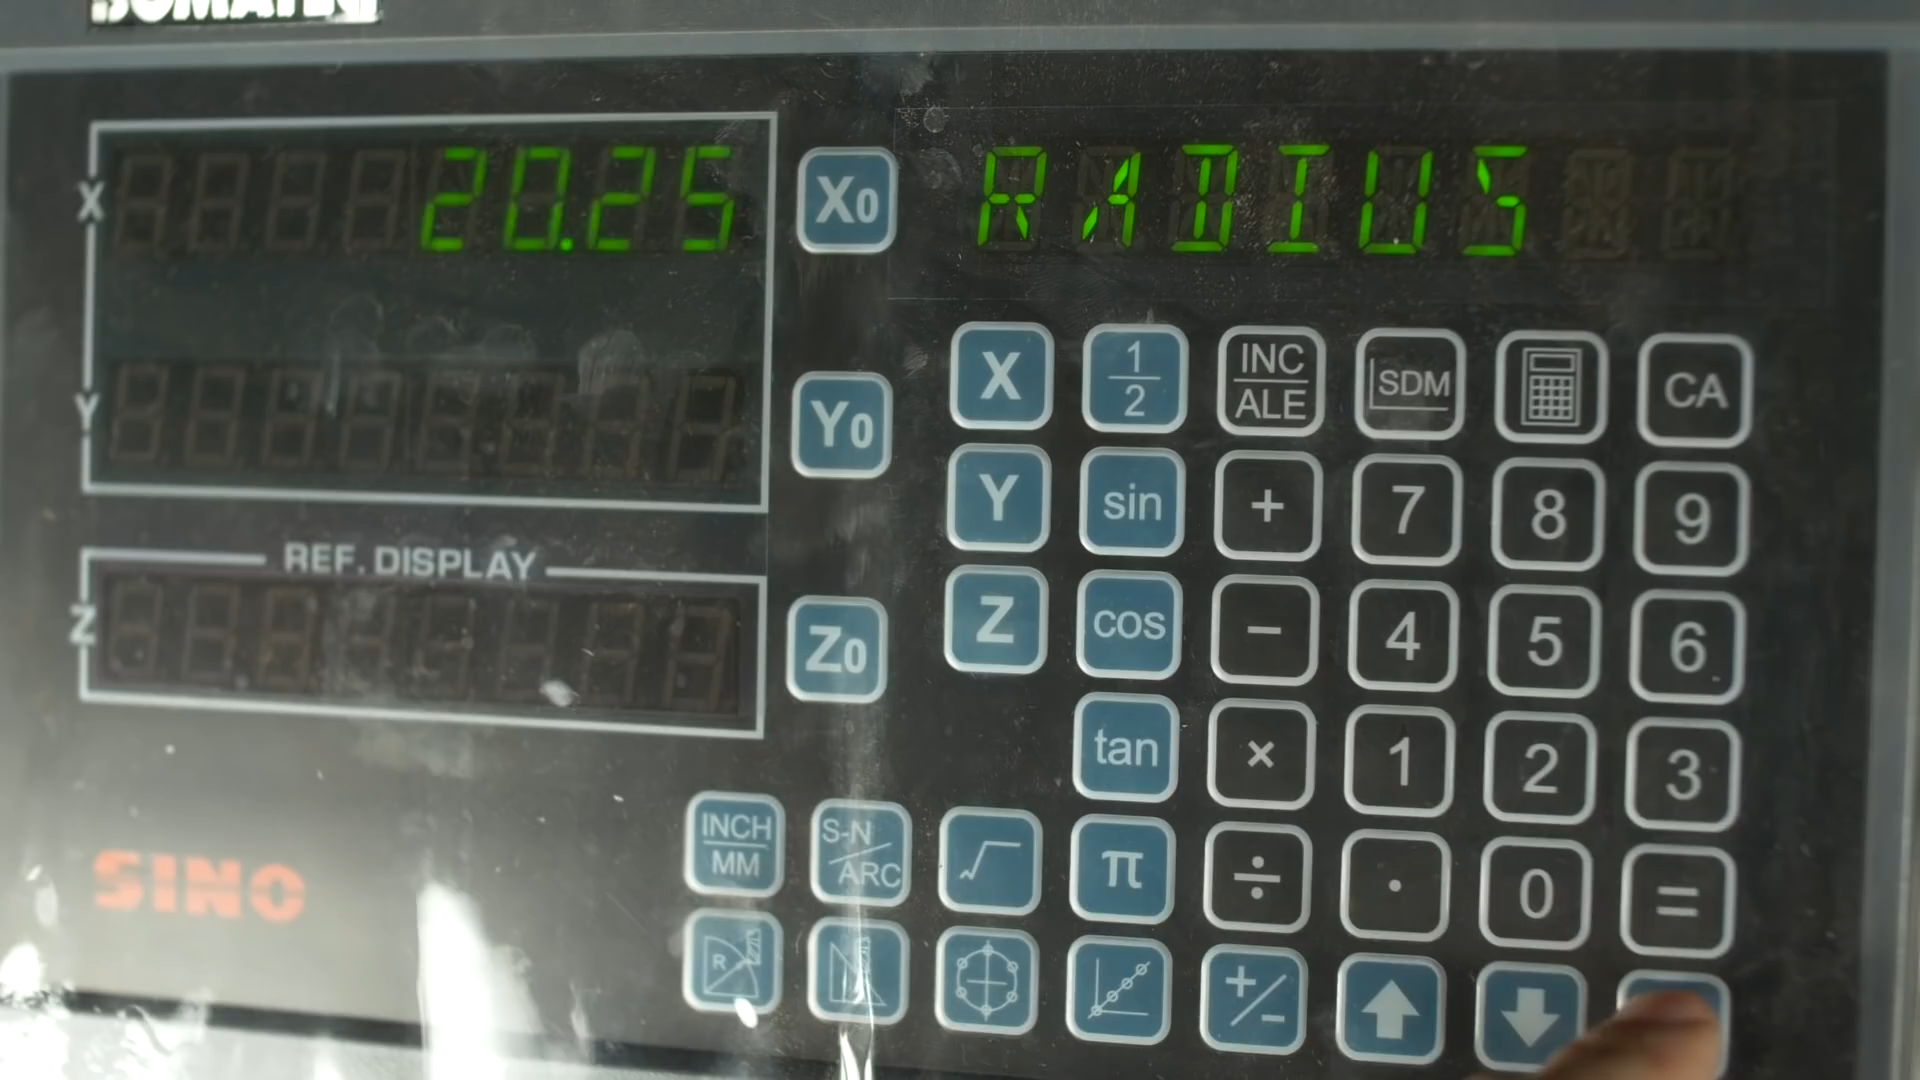 X 20.25 X0 RADIUS
X 1/2 INC/ALE SDM CA
Y Y0
Y sin + 7 8 9
REF. DISPLAY
Z Z0
Z cos − 4 5 6
tan × 1 2 3
INCH/MM S-N/ARC √ π ÷ · 0 =
SINO
R +/−